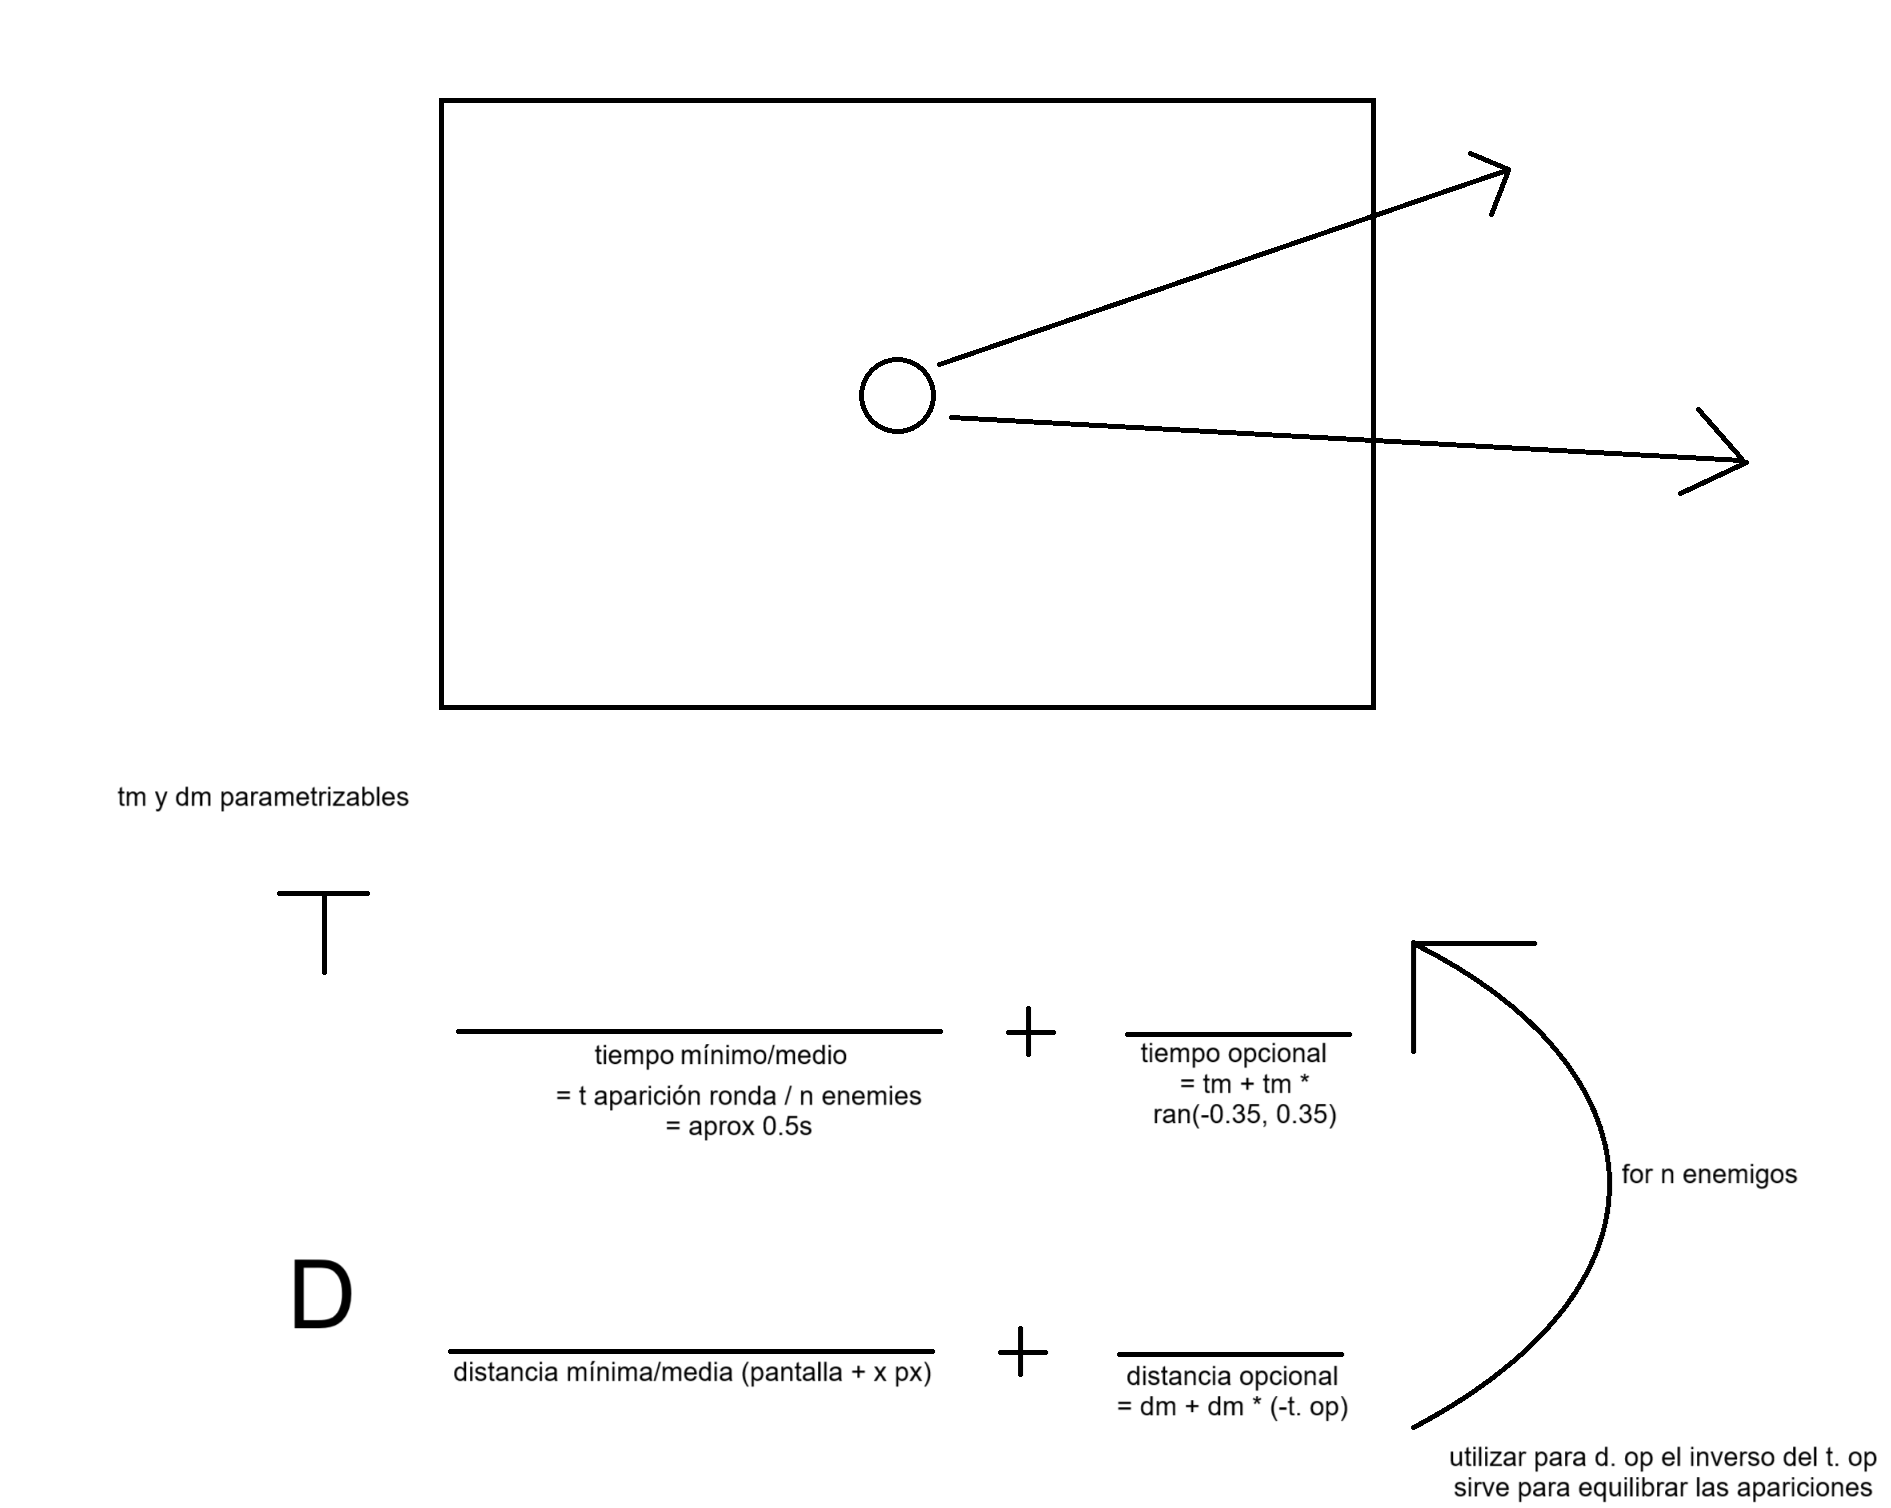 tm y dm parametrizables
T
+
tiempo mínimo/medio
= t aparición ronda / n enemies
= aprox 0.5s
tiempo opcional
= tm + tm *
ran(-0.35, 0.35)
for n enemigos
D
+
distancia mínima/media (pantalla + x px)
distancia opcional
= dm + dm * (-t. op)
utilizar para d. op el inverso del t. op
sirve para equilibrar las apariciones